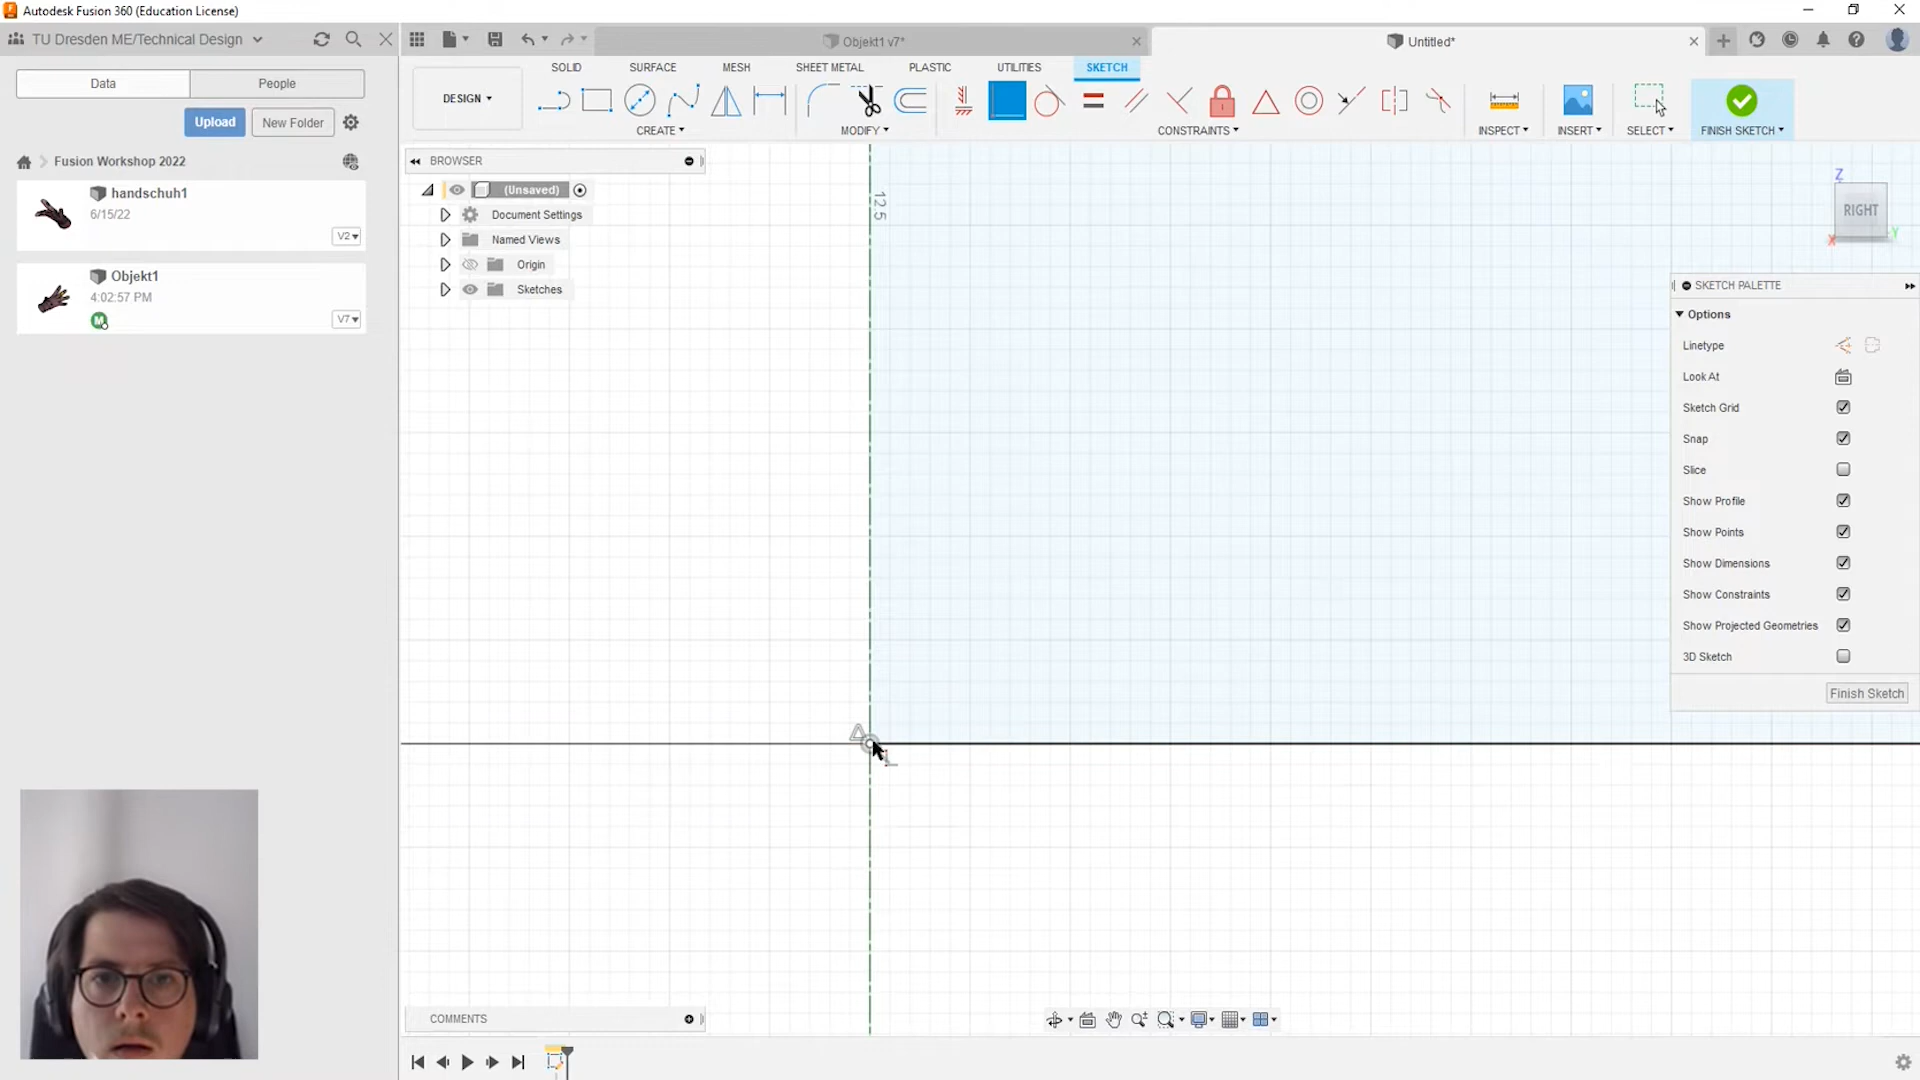 Autodesk Fusion 360 (Education License)
TU Dresden ME/Technical Design
Objekt1 v7*
Untitled*
Data
People
Upload
New Folder
Fusion Workshop 2022
handschuh1
6/15/22
V2
Objekt1
4:02:57 PM
M
V7
DESIGN
SOLID
SURFACE
MESH
SHEET METAL
PLASTIC
UTILITIES
SKETCH
CREATE
MODIFY
CONSTRAINTS
INSPECT
INSERT
SELECT
FINISH SKETCH
BROWSER
(Unsaved)
Document Settings
Named Views
Origin
Sketches
12.5
Z
RIGHT
X
Y
SKETCH PALETTE
Options
Linetype
Look At
Sketch Grid
Snap
Slice
Show Profile
Show Points
Show Dimensions
Show Constraints
Show Projected Geometries
3D Sketch
Finish Sketch
COMMENTS